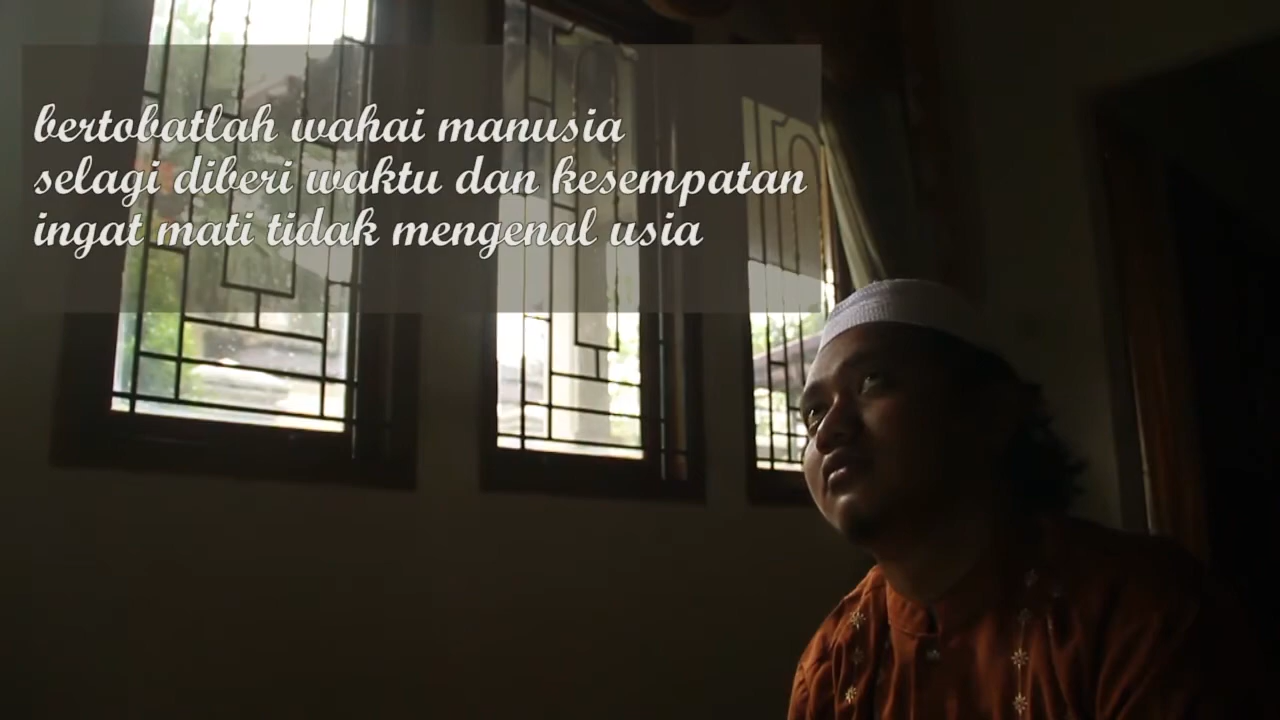 bertobatlah wahai manusia
selagi diberi waktu dan kesempatan
ingat mati tidak mengenal usia